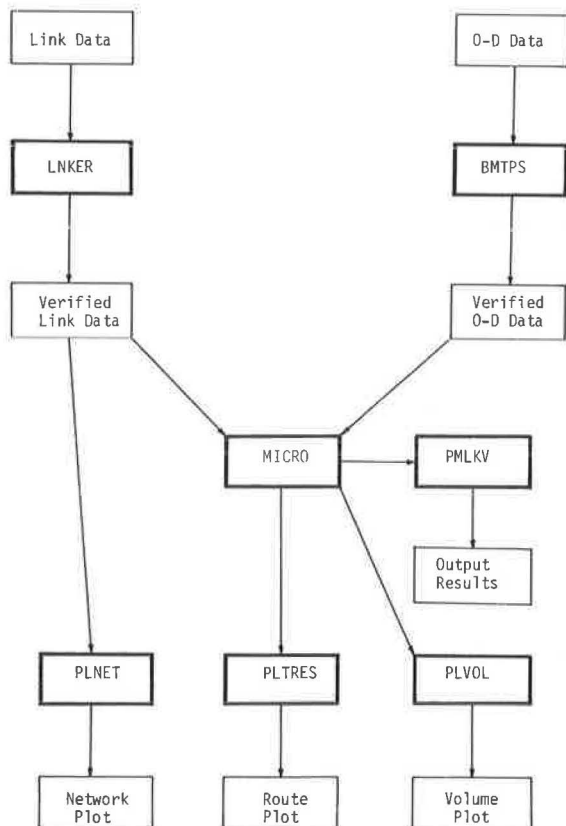 Link Data
O-D Data
LNKER
BMTPS
Verified
Link Data
Verified
O-D Data
MICRO
PMLKV
Output
Results
PLNET
PLTRES
PLVOL
Network
Plot
Route
Plot
Volume
Plot